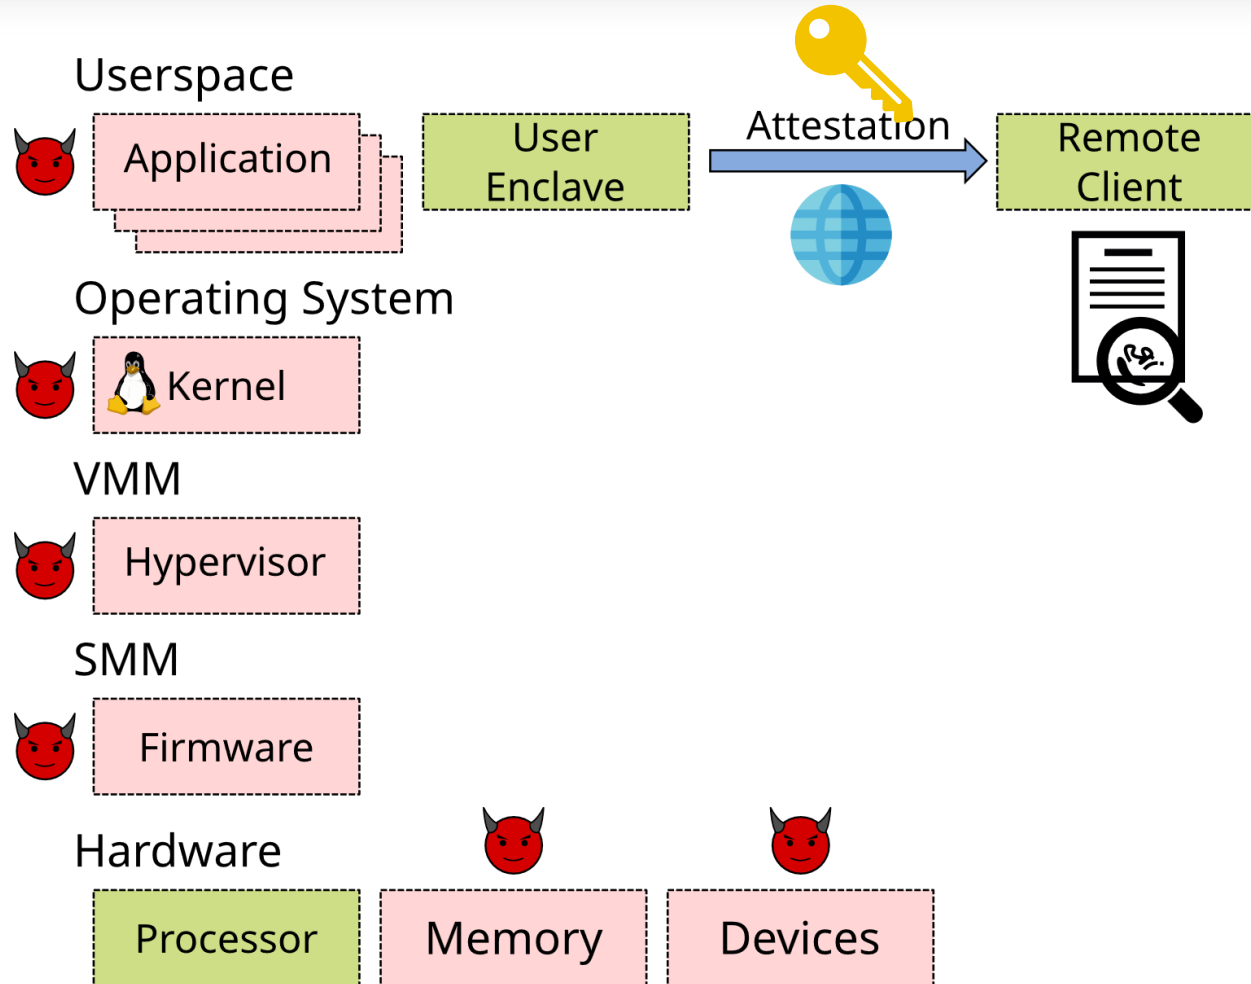 Userspace
Application
User
Enclave
Attestation
Remote
Client
Operating System
Kernel
VMM
Hypervisor
SMM
Firmware
Hardware
Processor
Memory
Devices